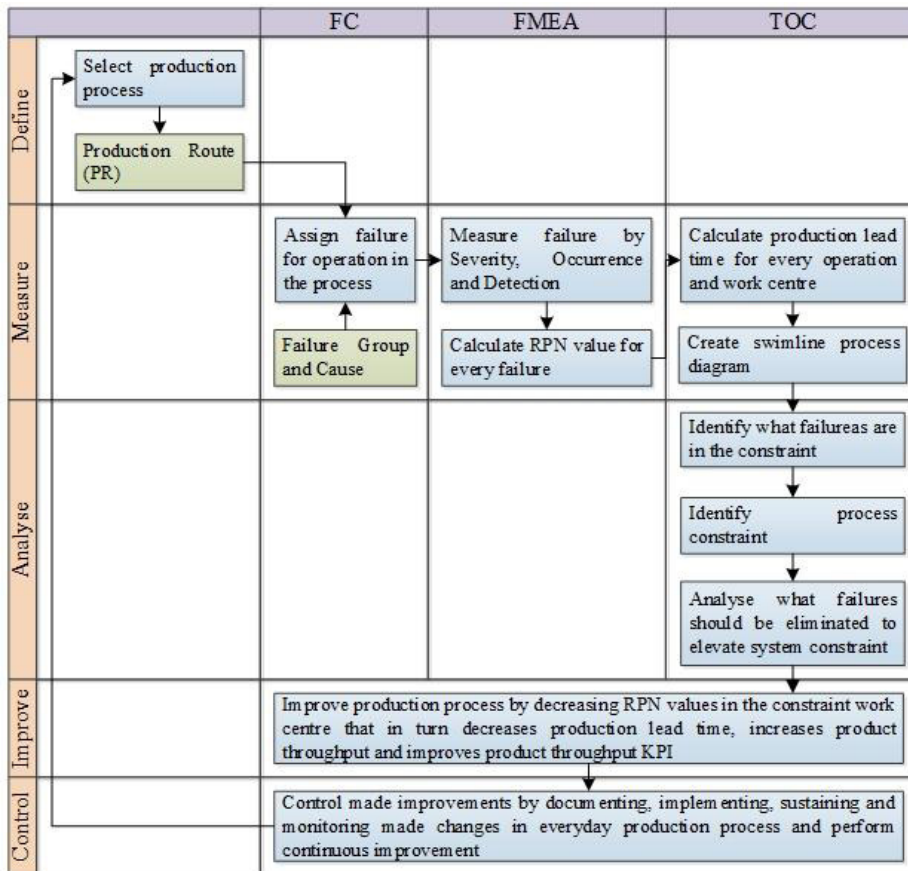 FC
FMEA
TOC
Define
Select production
process
Production Route
(PR)
Measure
Assign failure
for operation in
the process
Failure Group
and Cause
Measure failure by
Severity, Occurrence
and Detection
Calculate RPN value for
every failure
Calculate production lead
time for every operation
and work centre
Create swimline process
diagram
Analyse
Identify what failureas are
in the constraint
Identify process
constraint
Analyse what failures
should be eliminated to
elevate system constraint
Improve
Improve production process by decreasing RPN values in the constraint work
centre that in turn decreases production lead time, increases product
throughput and improves product throughput KPI
Control
Control made improvements by documenting, implementing, sustaining and
monitoring made changes in everyday production process and perform
continuous improvement